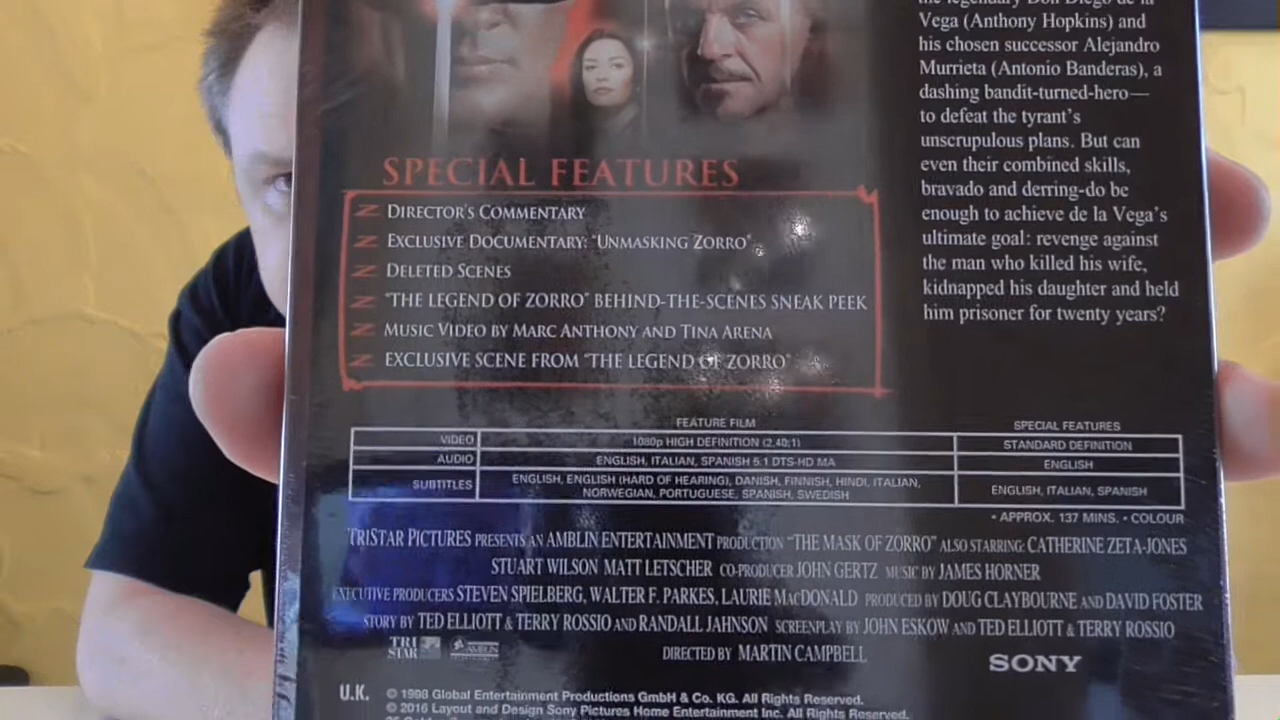 the legendary Don Diego de la
Vega (Anthony Hopkins) and
his chosen successor Alejandro
Murrieta (Antonio Banderas), a
dashing bandit-turned-hero—
to defeat the tyrant's
unscrupulous plans. But can
even their combined skills,
bravado and derring-do be
enough to achieve de la Vega's
ultimate goal: revenge against
the man who killed his wife,
kidnapped his daughter and held
him prisoner for twenty years?
SPECIAL FEATURES
DIRECTOR'S COMMENTARY
EXCLUSIVE DOCUMENTARY: "UNMASKING ZORRO"
DELETED SCENES
"THE LEGEND OF ZORRO" BEHIND-THE-SCENES SNEAK PEEK
MUSIC VIDEO BY MARC ANTHONY AND TINA ARENA
EXCLUSIVE SCENE FROM "THE LEGEND OF ZORRO"
FEATURE FILM SPECIAL FEATURES
VIDEO 1080p HIGH DEFINITION (2.40:1) STANDARD DEFINITION
AUDIO ENGLISH, ITALIAN, SPANISH 5.1 DTS-HD MA ENGLISH
SUBTITLES ENGLISH, ENGLISH (HARD OF HEARING), DANISH, FINNISH, HINDI, ITALIAN,
NORWEGIAN, PORTUGUESE, SPANISH, SWEDISH ENGLISH, ITALIAN, SPANISH
• APPROX. 137 MINS. • COLOUR
TRISTAR PICTURES PRESENTS AN AMBLIN ENTERTAINMENT PRODUCTION "THE MASK OF ZORRO" ALSO STARRING: CATHERINE ZETA-JONES
STUART WILSON MATT LETSCHER CO-PRODUCER JOHN GERTZ MUSIC BY JAMES HORNER
EXECUTIVE PRODUCERS STEVEN SPIELBERG, WALTER F. PARKES, LAURIE MACDONALD PRODUCED BY DOUG CLAYBOURNE AND DAVID FOSTER
STORY BY TED ELLIOTT & TERRY ROSSIO AND RANDALL JAHNSON SCREENPLAY BY JOHN ESKOW AND TED ELLIOTT & TERRY ROSSIO
TRI STAR AMBLIN DIRECTED BY MARTIN CAMPBELL SONY
U.K. © 1998 Global Entertainment Productions GmbH & Co. KG. All Rights Reserved.
© 2016 Layout and Design Sony Pictures Home Entertainment Inc. All Rights Reserved.